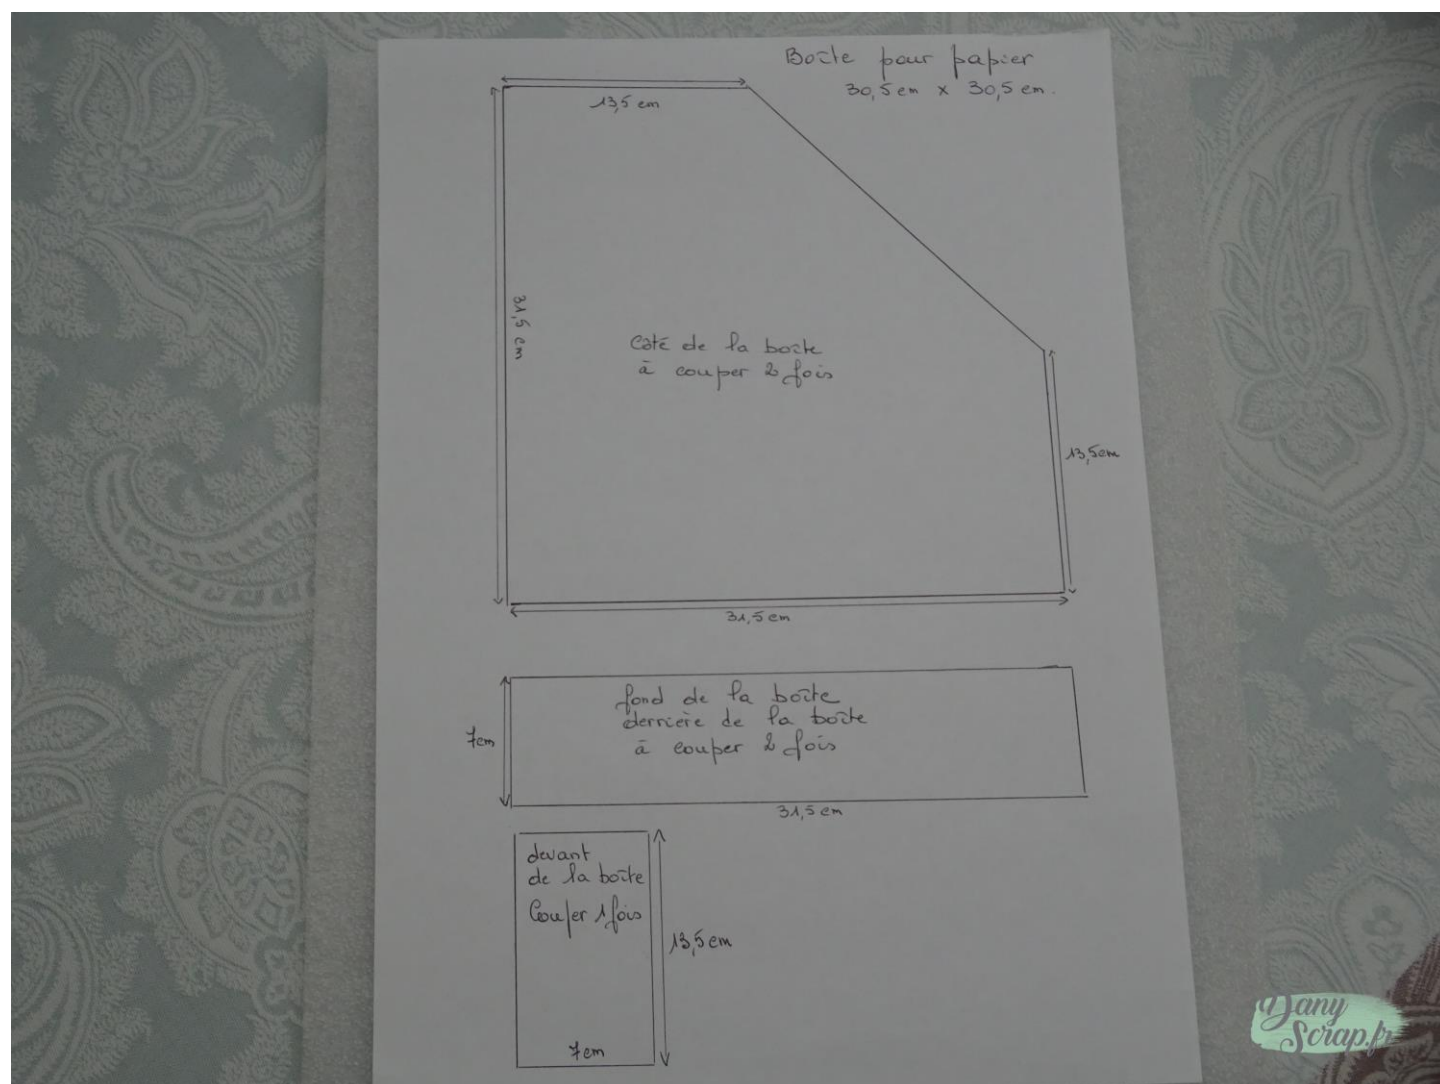 Boîte pour papier
30,5 cm x 30,5 cm.
13,5 cm
31,5 cm
Côté de la boîte
à couper 2 fois
13,5 cm
31,5 cm
fond de la boîte
derrière de la boîte
à couper 2 fois
7cm
31,5 cm
devant
de la boîte
Couper 1 fois
13,5 cm
7cm
Dany
Scrap.fr